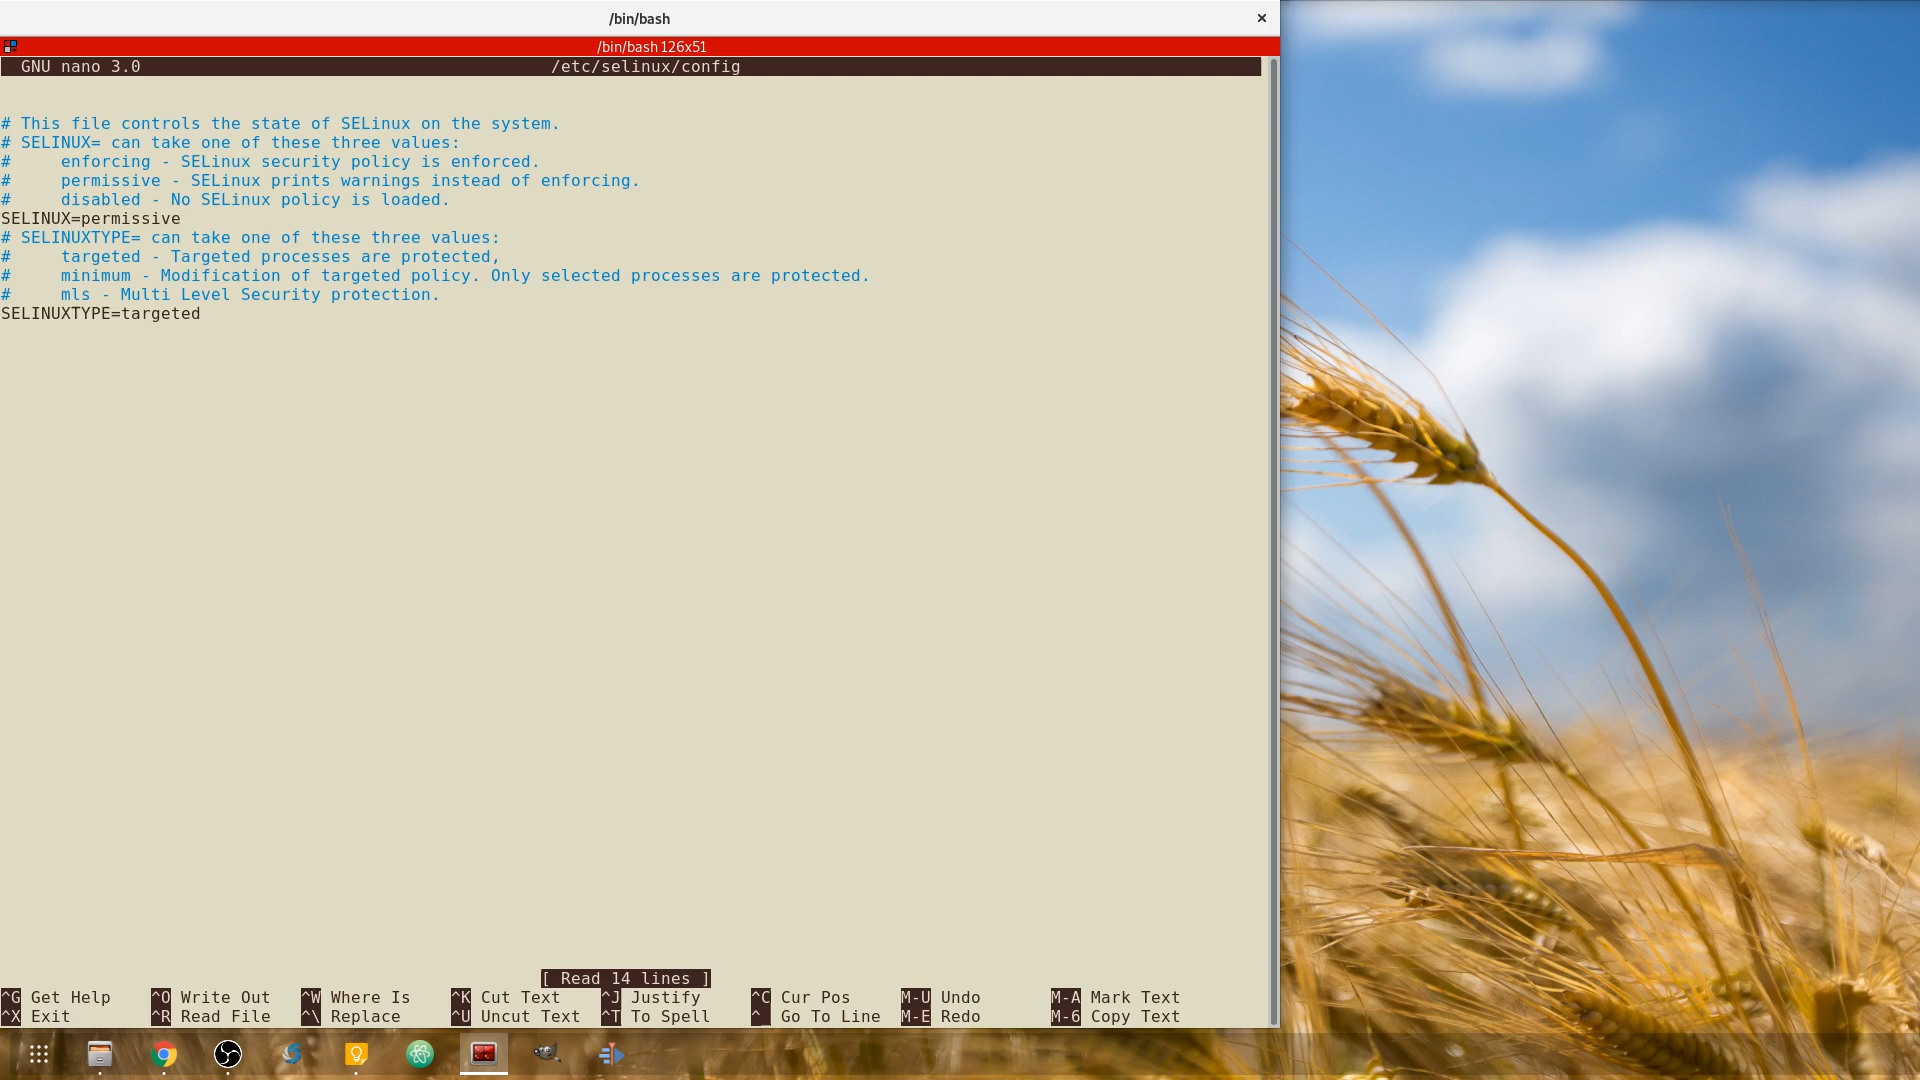 /bin/bash
/bin/bash 126x51
GNU nano 3.0 /etc/selinux/config
# This file controls the state of SELinux on the system.
# SELINUX= can take one of these three values:
#     enforcing - SELinux security policy is enforced.
#     permissive - SELinux prints warnings instead of enforcing.
#     disabled - No SELinux policy is loaded.
SELINUX=permissive
# SELINUXTYPE= can take one of these three values:
#     targeted - Targeted processes are protected,
#     minimum - Modification of targeted policy. Only selected processes are protected.
#     mls - Multi Level Security protection.
SELINUXTYPE=targeted
[ Read 14 lines ]
^G Get Help ^O Write Out ^W Where Is ^K Cut Text ^J Justify ^C Cur Pos M-U Undo M-A Mark Text
^X Exit ^R Read File ^\ Replace ^U Uncut Text ^T To Spell ^_ Go To Line M-E Redo M-6 Copy Text